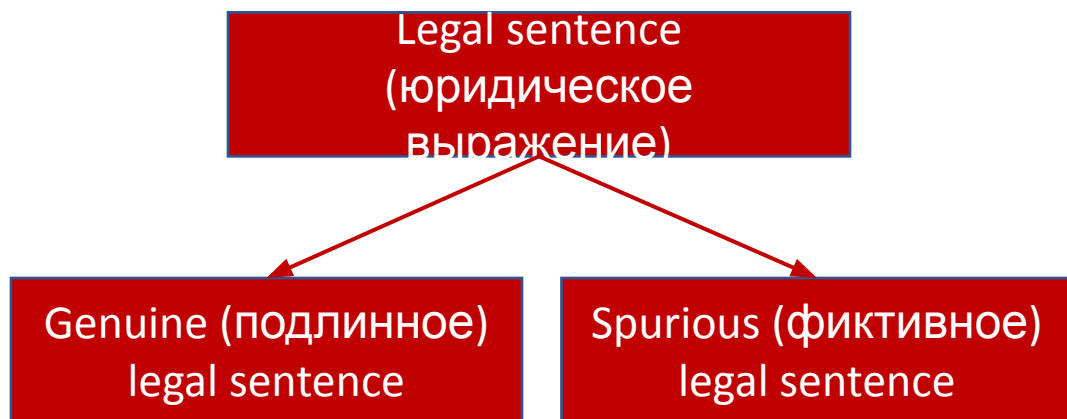 Legal sentence
(юридическое
выражение)
Genuine (подлинное)
legal sentence
Spurious (фиктивное)
legal sentence